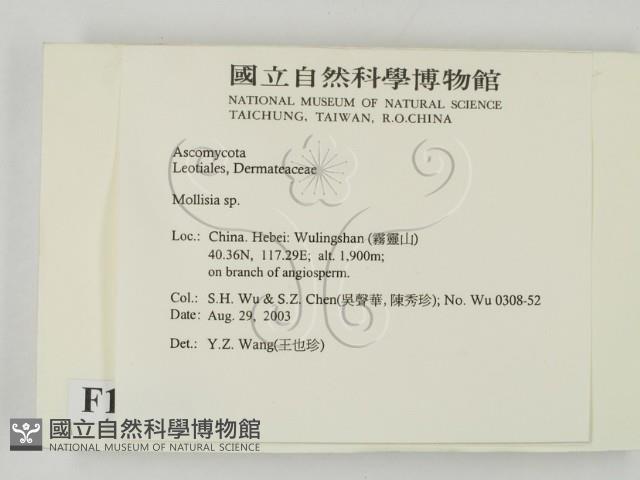 國立自然科學博物館
NATIONAL MUSEUM OF NATURAL SCIENCE
TAICHUNG, TAIWAN, R.O.CHINA
Ascomycota
Leotiales, Dermateaceae
Mollisia sp.
Loc.: China. Hebei: Wulingshan (霧靈山)
40.36N, 117.29E; alt. 1,900m;
on branch of angiosperm.
Col.: S.H. Wu & S.Z. Chen(吳聲華, 陳秀珍); No. Wu 0308-52
Date: Aug. 29, 2003
Det.: Y.Z. Wang(王也珍)
F1
國立自然科學博物館
NATIONAL MUSEUM OF NATURAL SCIENCE